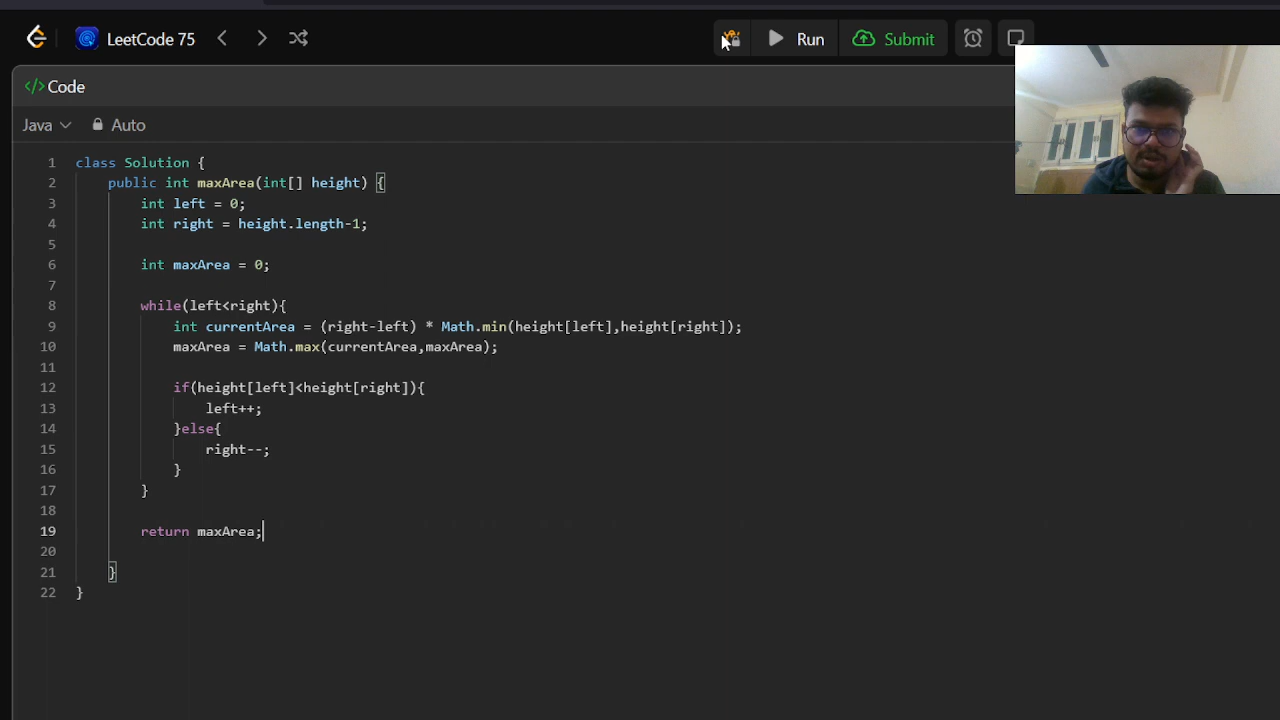 LeetCode 75
Run
Submit
</> Code
Java
Auto
1 class Solution {
2 public int maxArea(int[] height) {
3 int left = 0;
4 int right = height.length-1;
5
6 int maxArea = 0;
7
8 while(left<right){
9 int currentArea = (right-left) * Math.min(height[left],height[right]);
10 maxArea = Math.max(currentArea,maxArea);
11
12 if(height[left]<height[right]){
13 left++;
14 }else{
15 right--;
16 }
17 }
18
19 return maxArea;
20
21 }
22 }